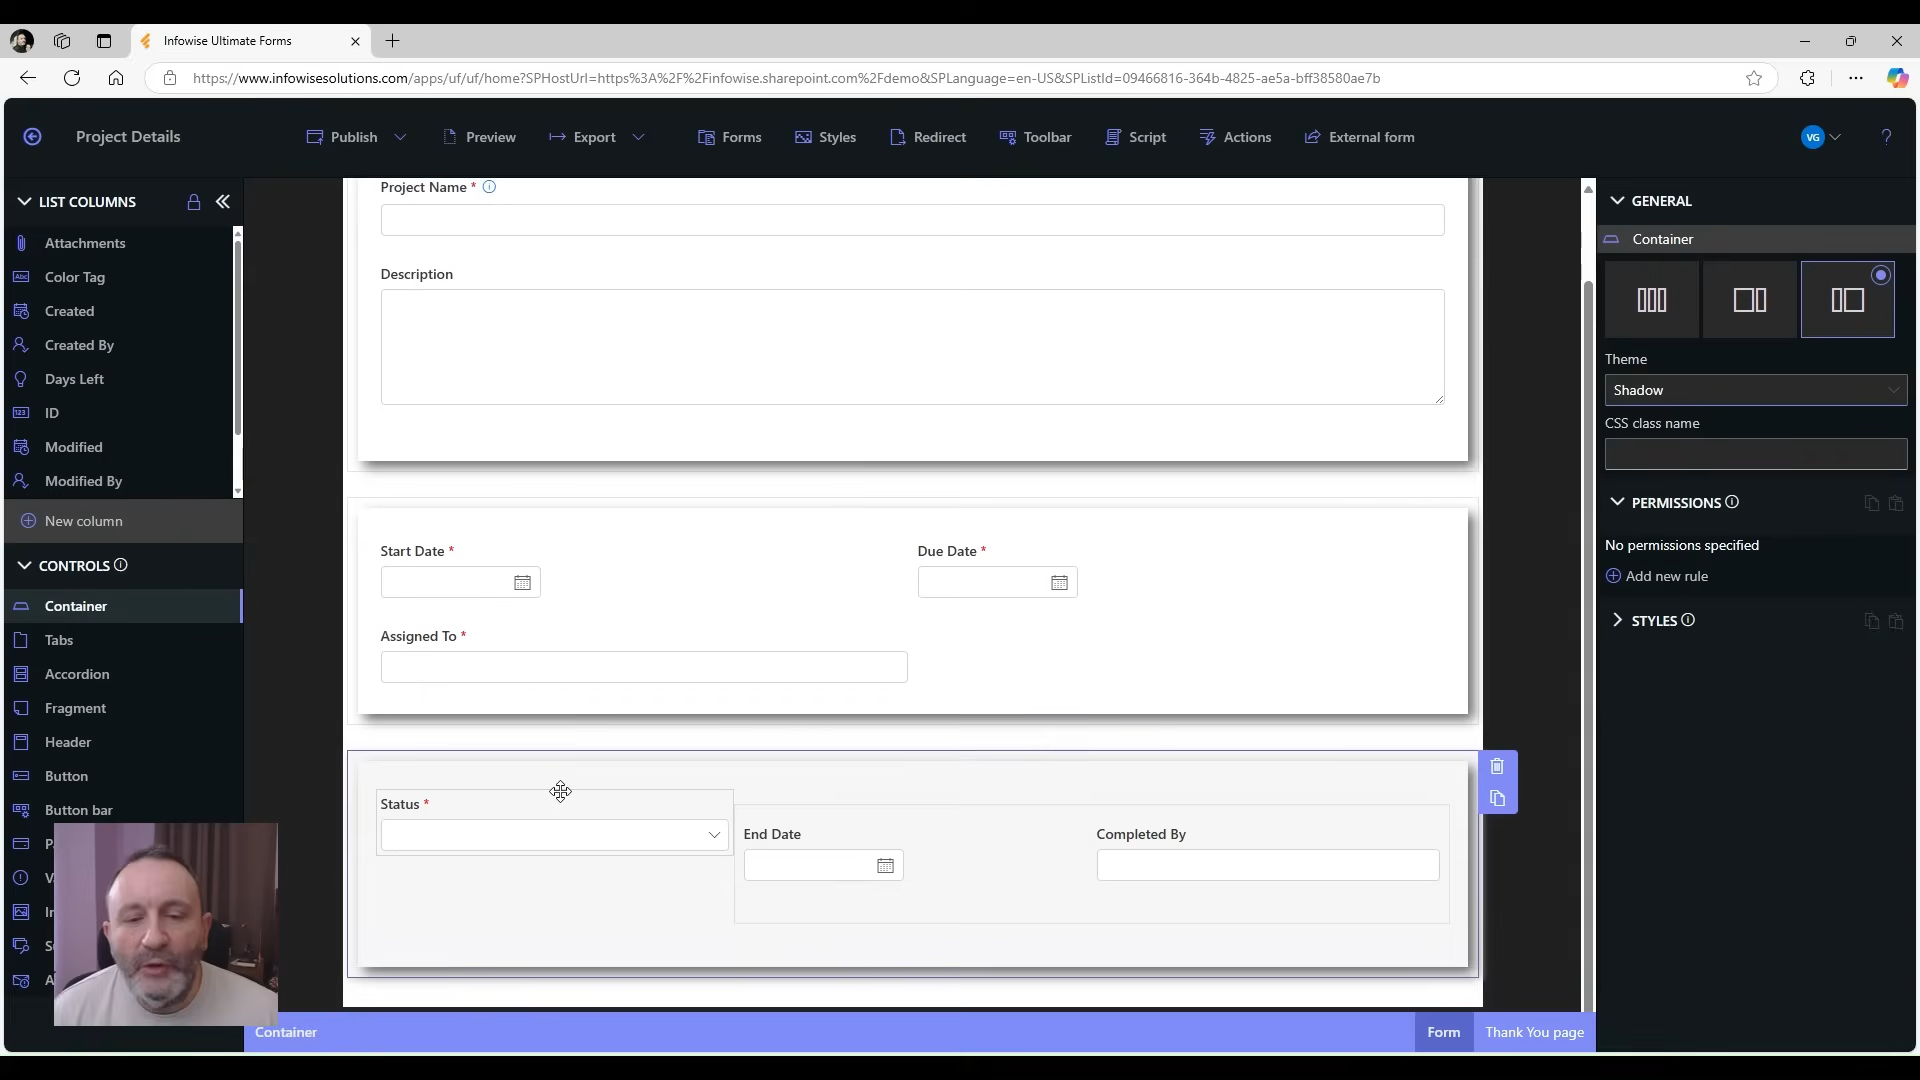 Infowise Ultimate Forms
https://www.infowisesolutions.com/apps/uf/uf/home?SPHostUrl=https%3A%2F%2Finfowise.sharepoint.com%2Fdemo&SPLanguage=en-US&SPListId=09466816-364b-4825-ae5a-bff38580ae7b
Project Details
Publish
Preview
Export
Forms
Styles
Redirect
Toolbar
Script
Actions
External form
VG
?
LIST COLUMNS
Attachments
Abc
Color Tag
Created
Created By
Days Left
123
ID
Modified
Modified By
New column
CONTROLS
Container
Tabs
Accordion
Fragment
Header
Button
Button bar
Project Name *
Description
Start Date *
Due Date *
Assigned To *
Status *
End Date
Completed By
Container
Form
Thank You page
GENERAL
Container
Theme
Shadow
CSS class name
PERMISSIONS
No permissions specified
Add new rule
STYLES